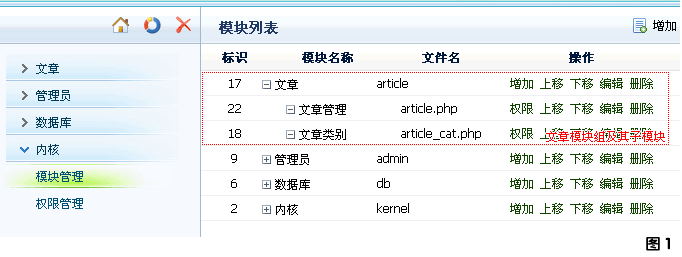 模块列表 增加
标识 模块名称 文件名 操作
文章
管理员
数据库
内核
模块管理
权限管理
17 文章 article 增加 上移 下移 编辑 删除
22 文章管理 article.php 权限 上移 下移 编辑 删除
18 文章类别 article_cat.php 权限 上移 下移 编辑 删除
文章模块组及其子模块
9 管理员 admin 增加 上移 下移 编辑 删除
6 数据库 db 增加 上移 下移 编辑 删除
2 内核 kernel 增加 上移 下移 编辑 删除
图1